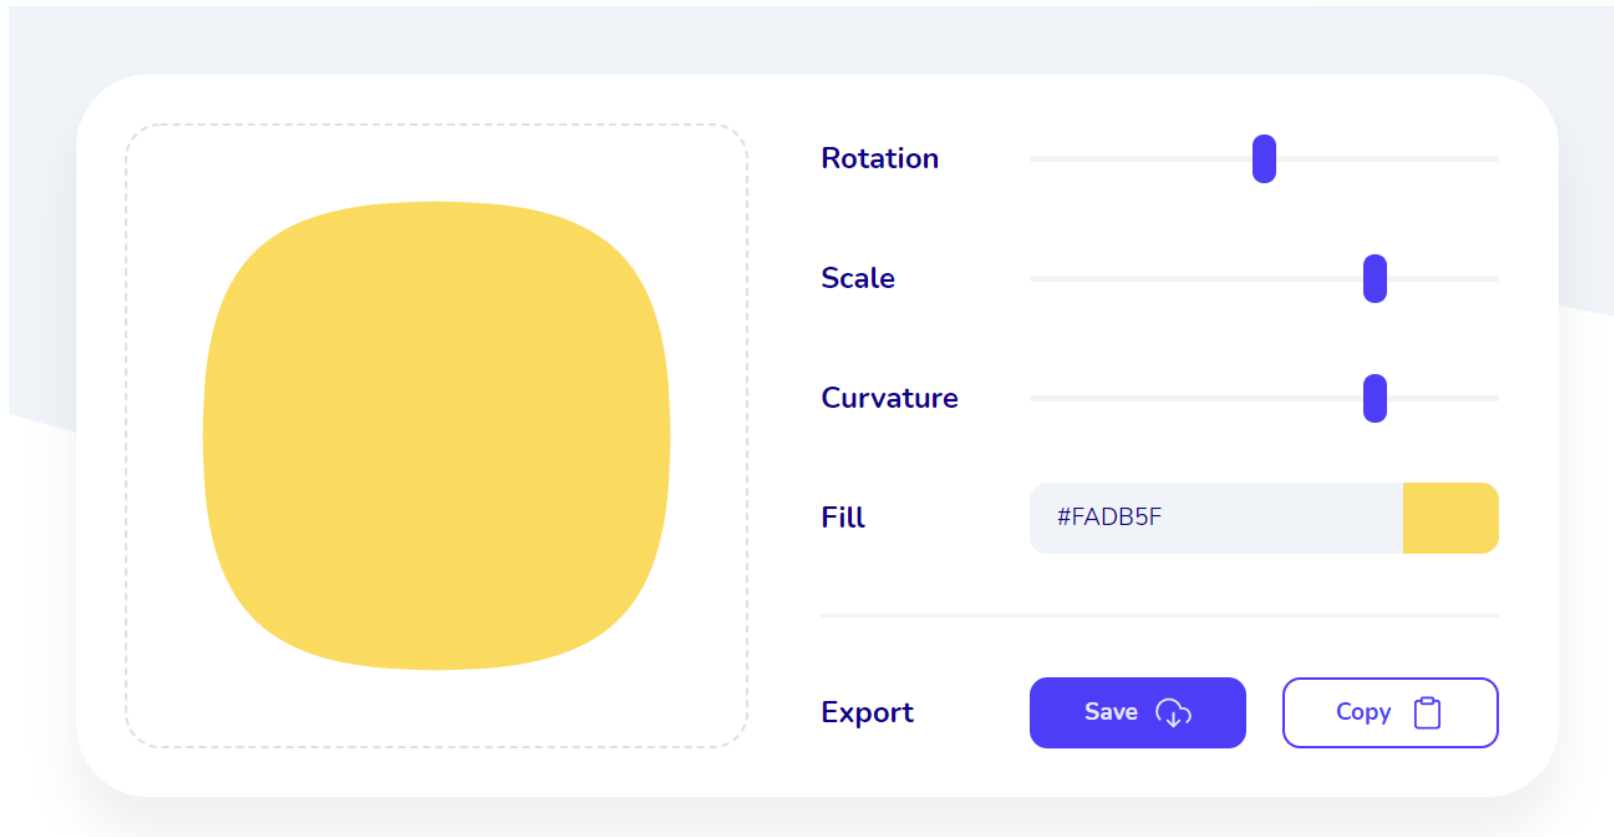 Rotation
Scale
Curvature
Fill
#FADB5F
Export
Save
Copy